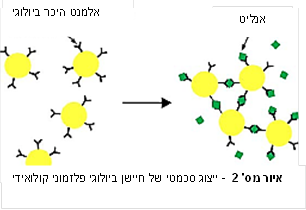 אלמנט היכר ביולוגי
אנליט
איור מס' 2 - ייצוג סכמטי של חיישן ביולוגי פלזמוני קולואידי